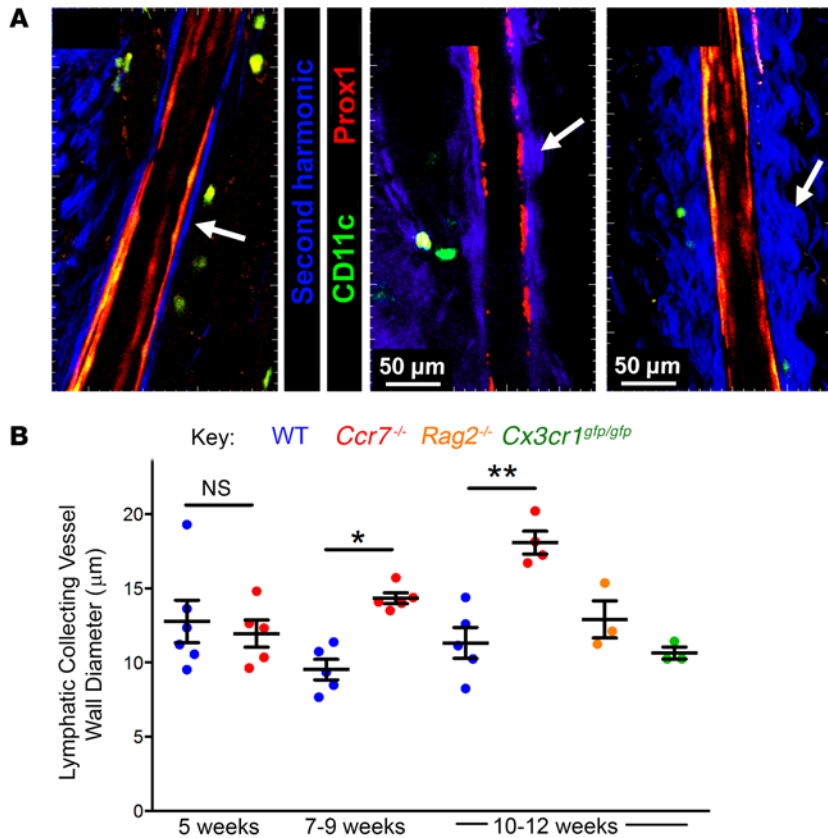 A
Second harmonic
CD11c Prox1
50 µm
50 µm
B
Key: WT Ccr7-/- Rag2-/- Cx3cr1gfp/gfp
NS
*
**
Lymphatic Collecting Vessel
Wall Diameter (µm)
20
15
10
5
0
5 weeks 7-9 weeks 10-12 weeks